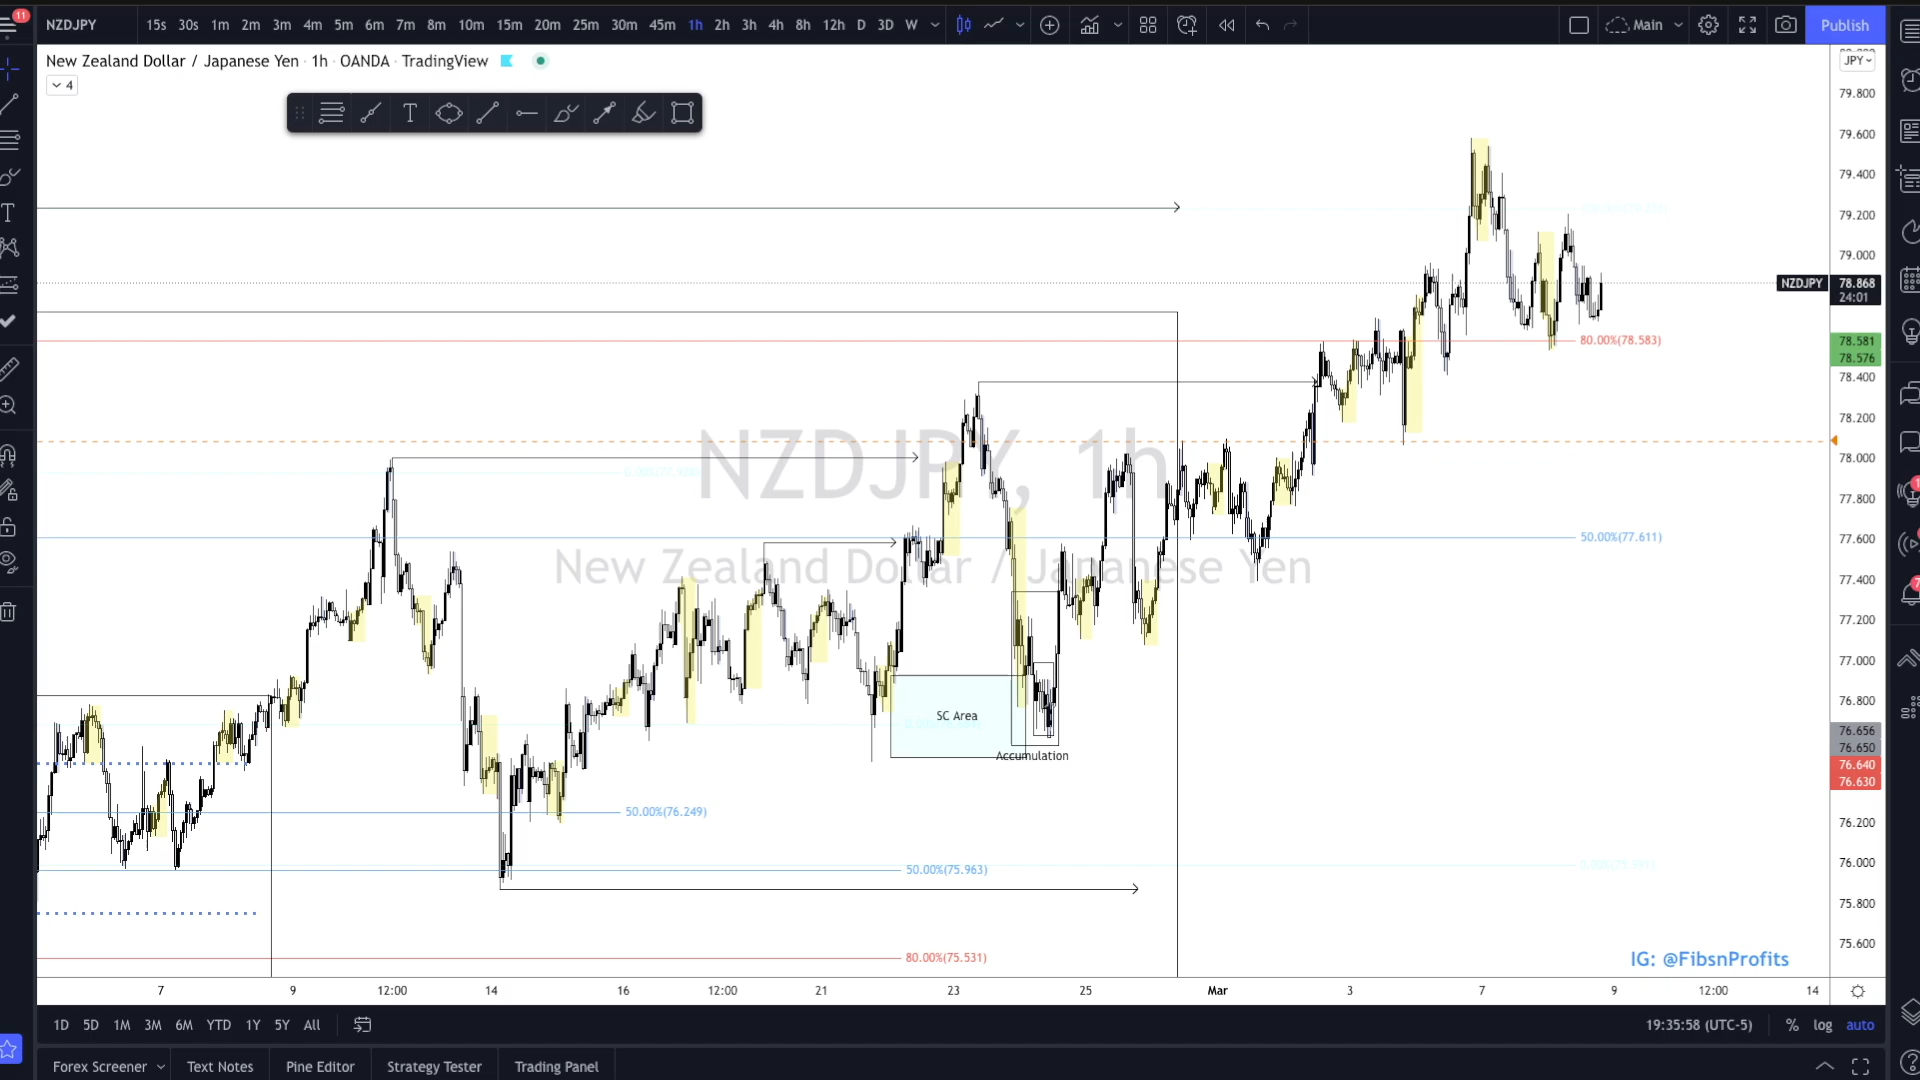 11
NZDJPY 15s 30s 1m 2m 3m 4m 5m 6m 7m 8m 10m 15m 20m 25m 30m 45m 1h 2h 3h 4h 8h 12h D 3D W Main Publish
New Zealand Dollar / Japanese Yen · 1h · OANDA · TradingView
4
T
JPY
79.800
79.600
79.400
79.200
79.000
NZDJPY 78.868
24:01
80.00%(78.583)
78.581
78.576
78.400
78.200
78.000
77.800
NZDJPY, 1h
New Zealand Dollar / Japanese Yen
50.00%(77.611)
77.600
77.400
77.200
77.000
76.800
SC Area
Accumulation
76.656
76.650
76.640
76.630
50.00%(76.249)
76.200
76.000
50.00%(75.963)
75.800
75.600
80.00%(75.531)
IG: @FibsnProfits
7 9 12:00 14 16 12:00 21 23 25 Mar 3 7 9 12:00 14
1D 5D 1M 3M 6M YTD 1Y 5Y All 19:35:58 (UTC-5) % log auto
Forex Screener Text Notes Pine Editor Strategy Tester Trading Panel